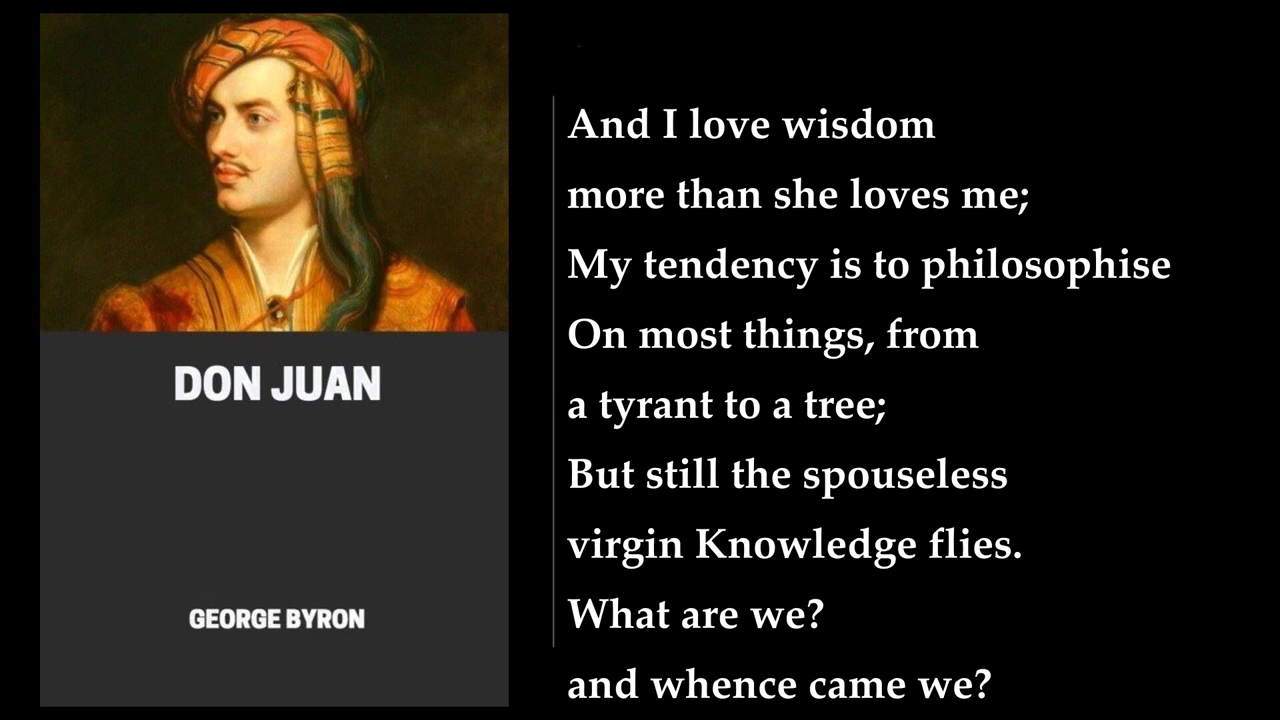 DON JUAN
GEORGE BYRON
And I love wisdom
more than she loves me;
My tendency is to philosophise
On most things, from
a tyrant to a tree;
But still the spouseless
virgin Knowledge flies.
What are we?
and whence came we?